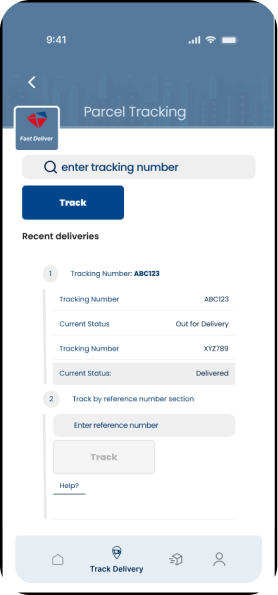 9:41
Parcel Tracking
Fast Deliver
enter tracking number
Track
Recent deliveries
1 Tracking Number: ABC123
Tracking Number ABC123
Current Status Out for Delivery
Tracking Number XYZ789
Current Status: Delivered
2 Track by reference number section
Enter reference number
Track
Help?
Track Delivery